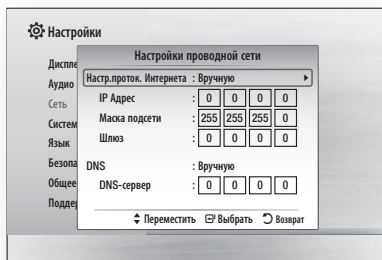 Настройки
Диспле
Аудио
Сеть
Систем
Язык
Безопа
Общее
Поддер
Настройки проводной сети
Настр.проток. Интернета : Вручную
IP Адрес : 0 0 0 0
Маска подсети : 255 255 255 0
Шлюз : 0 0 0 0
DNS : Вручную
DNS-сервер : 0 0 0 0
Переместить Выбрать Возврат